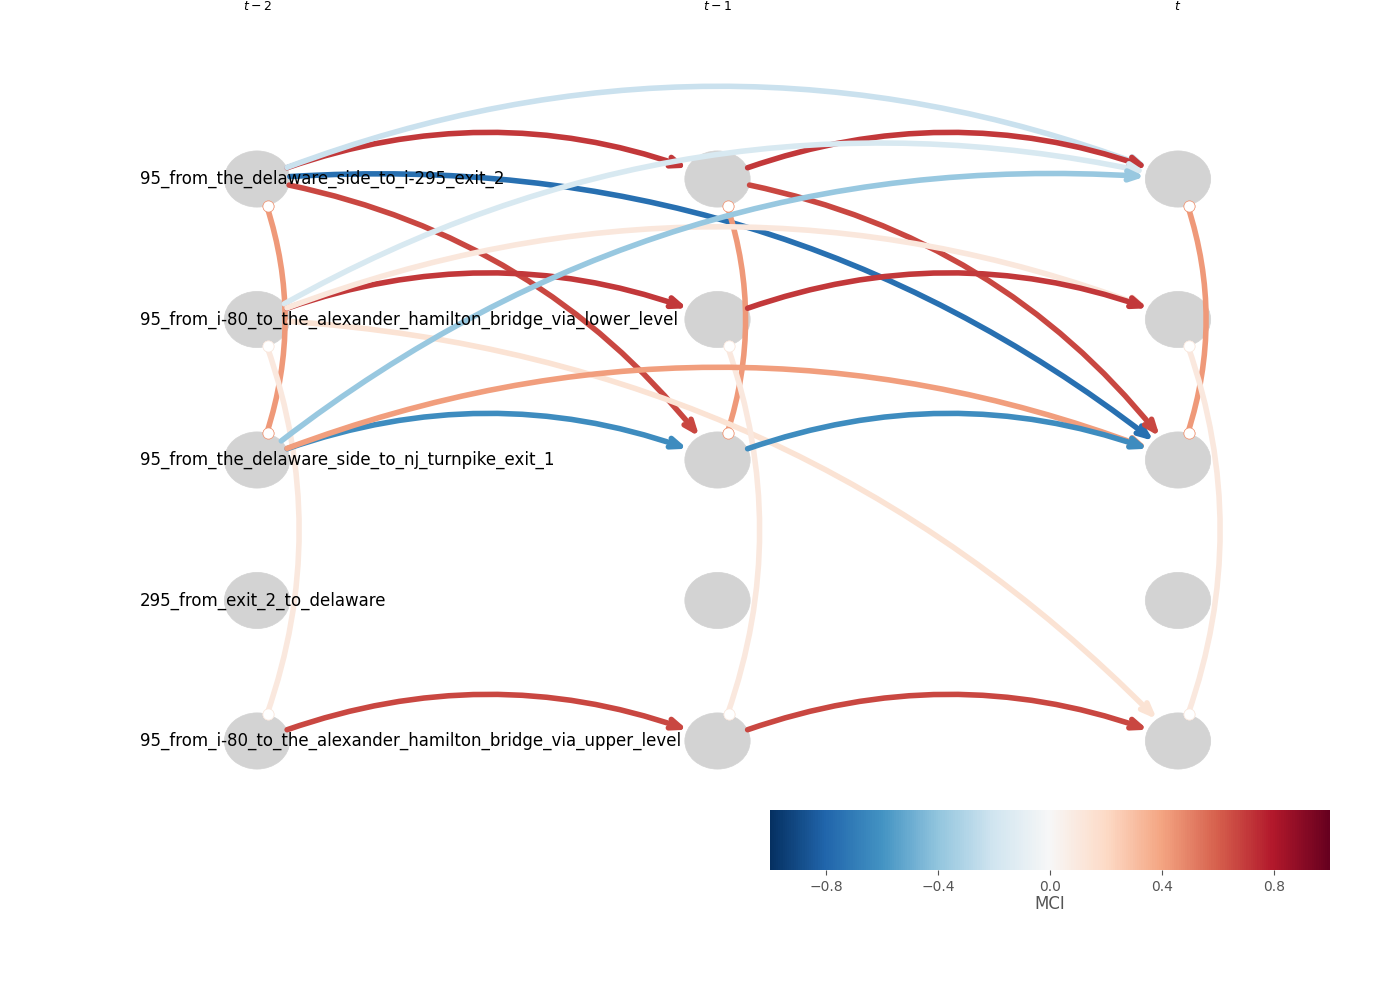 t − 2 t − 1 t
95_from_the_delaware_side_to_i-295_exit_2
95_from_i-80_to_the_alexander_hamilton_bridge_via_lower_level
95_from_the_delaware_side_to_nj_turnpike_exit_1
295_from_exit_2_to_delaware
95_from_i-80_to_the_alexander_hamilton_bridge_via_upper_level
−0.8 −0.4 0.0 0.4 0.8
MCI